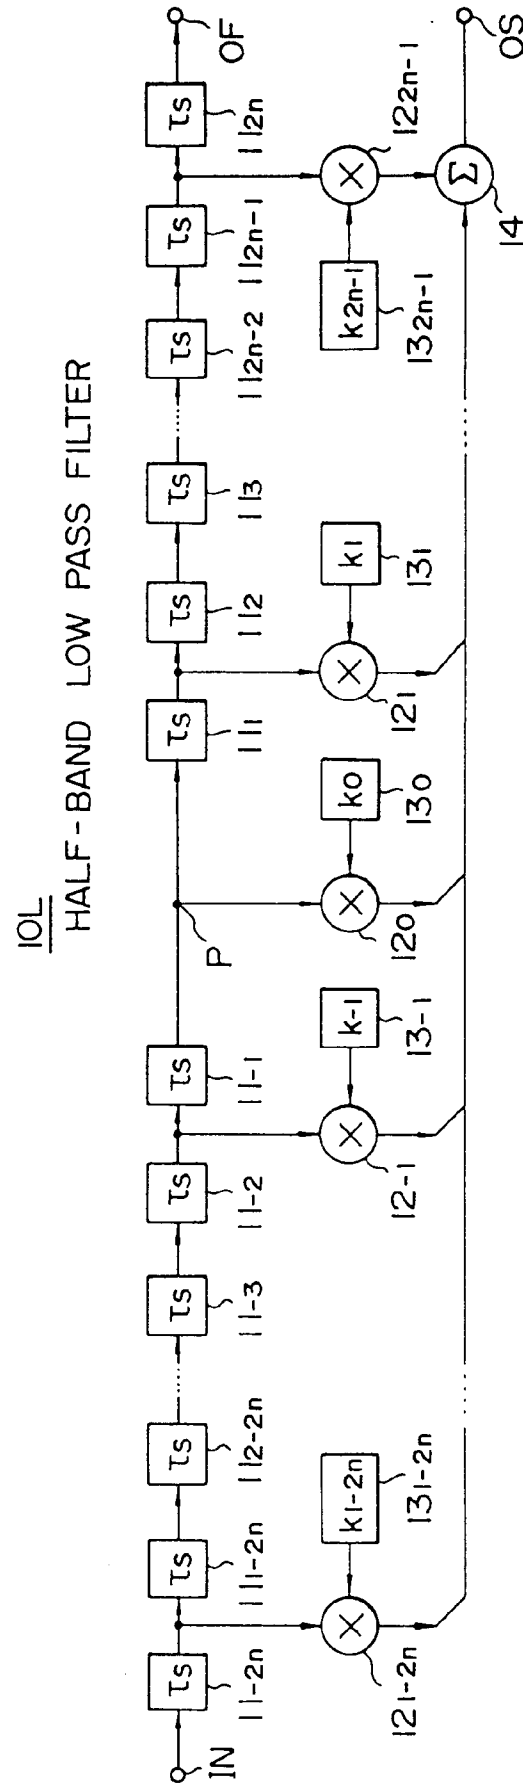 10L
HALF-BAND LOW PASS FILTER
IN
τs τs τs τs τs τs τs τs τs τs τs τs
11-2n 111-2n 112-2n 11-3 11-2 11-1 P 111 112 113 112n-2 112n-1 112n
OF
k1-2n k-1 k0 k1 k2n-1
131-2n 13-1 130 131 132n-1
× × × × ×
121-2n 12-1 120 121 122n-1
Σ
14
OS